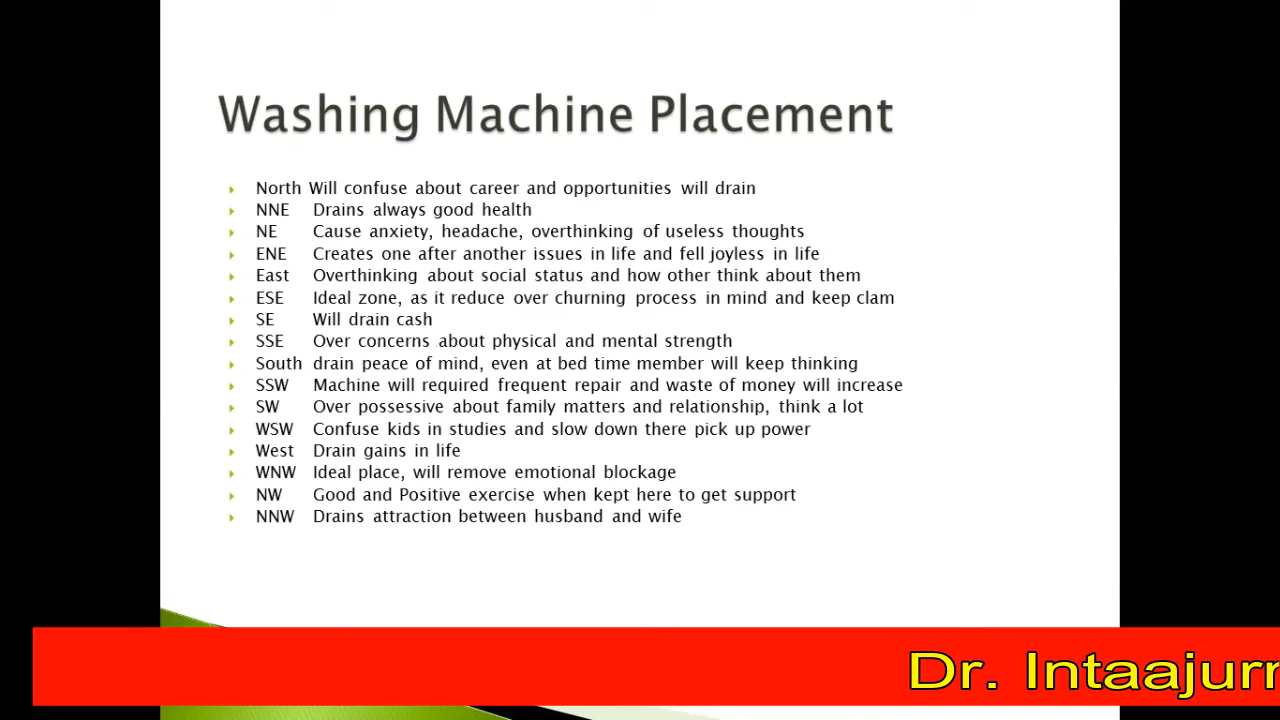 Washing Machine Placement
North Will confuse about career and opportunities will drain
NNE Drains always good health
NE Cause anxiety, headache, overthinking of useless thoughts
ENE Creates one after another issues in life and fell joyless in life
East Overthinking about social status and how other think about them
ESE Ideal zone, as it reduce over churning process in mind and keep clam
SE Will drain cash
SSE Over concerns about physical and mental strength
South drain peace of mind, even at bed time member will keep thinking
SSW Machine will required frequent repair and waste of money will increase
SW Over possessive about family matters and relationship, think a lot
WSW Confuse kids in studies and slow down there pick up power
West Drain gains in life
WNW Ideal place, will remove emotional blockage
NW Good and Positive exercise when kept here to get support
NNW Drains attraction between husband and wife
Dr.